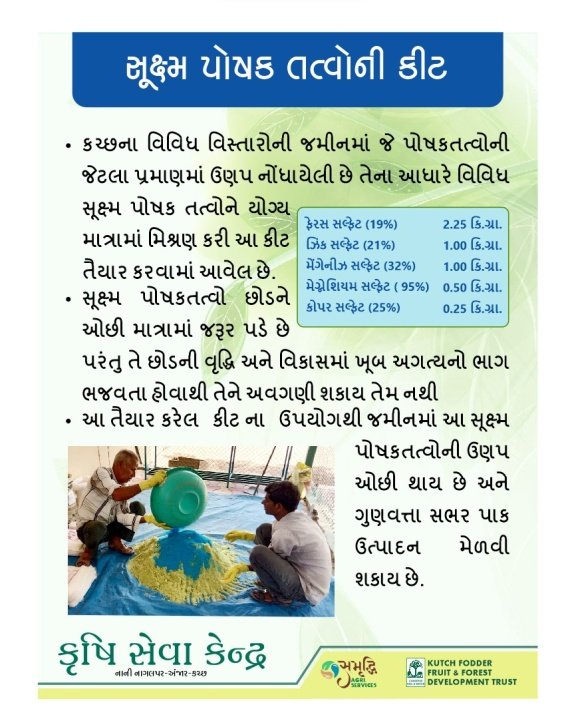 સૂક્ષ્મ પોષક તત્વોની કીટ
• કચ્છના વિવિધ વિસ્તારોની જમીનમાં જે પોષકતત્વોની
જેટલા પ્રમાણમાં ઉણપ નોંધાયેલી છે તેના આધારે વિવિધ
સૂક્ષ્મ પોષક તત્વોને યોગ્ય
માત્રામાં મિશ્રણ કરી આ કીટ
તૈયાર કરવામાં આવેલ છે.
ફેરસ સલ્ફેટ (19%) 2.25 કિ.ગ્રા.
ઝિંક સલ્ફેટ (21%) 1.00 કિ.ગ્રા.
મેંગેનીઝ સલ્ફેટ (32%) 1.00 કિ.ગ્રા.
મેગ્નેશિયમ સલ્ફેટ ( 95%) 0.50 કિ.ગ્રા.
કોપર સલ્ફેટ (25%) 0.25 કિ.ગ્રા.
• સૂક્ષ્મ પોષકતત્વો છોડને
ઓછી માત્રામાં જરૂર પડે છે
પરંતુ તે છોડની વૃદ્ધિ અને વિકાસમાં ખૂબ અગત્યનો ભાગ
ભજવતા હોવાથી તેને અવગણી શકાય તેમ નથી
• આ તૈયાર કરેલ કીટ ના ઉપયોગથી જમીનમાં આ સૂક્ષ્મ
પોષકતત્વોની ઉણપ
ઓછી થાય છે અને
ગુણવત્તા સભર પાક
ઉત્પાદન મેળવી
શકાય છે.
કૃષિ સેવા કેન્દ્ર
નાની નાગલપર-અંજાર-કચ્છ
સમૃદ્ધિ
AGRI
SERVICES
KUTCH FODDER
FRUIT & FOREST
DEVELOPMENT TRUST